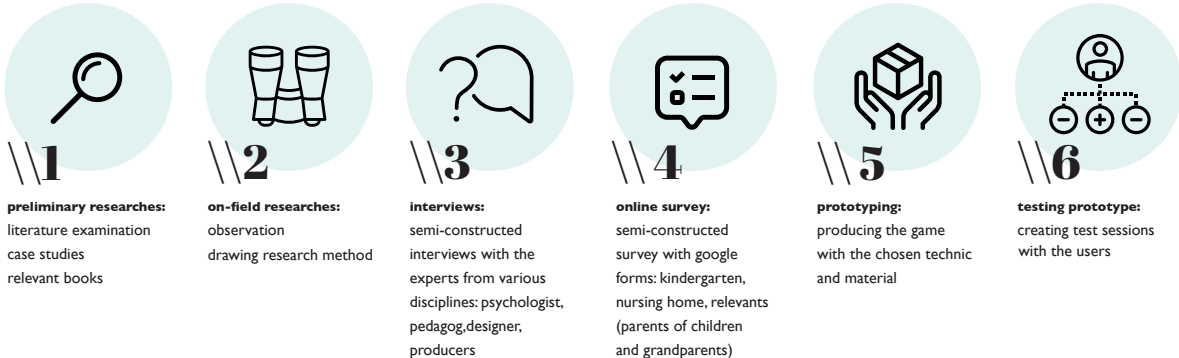 \\1
preliminary researches:
literature examination
case studies
relevant books
\\2
on-field researches:
observation
drawing research method
\\3
interviews:
semi-constructed
interviews with the
experts from various
disciplines: psychologist,
pedagog,designer,
producers
\\4
online survey:
semi-constructed
survey with google
forms: kindergarten,
nursing home, relevants
(parents of children
and grandparents)
\\5
prototyping:
producing the game
with the chosen technic
and material
\\6
testing prototype:
creating test sessions
with the users